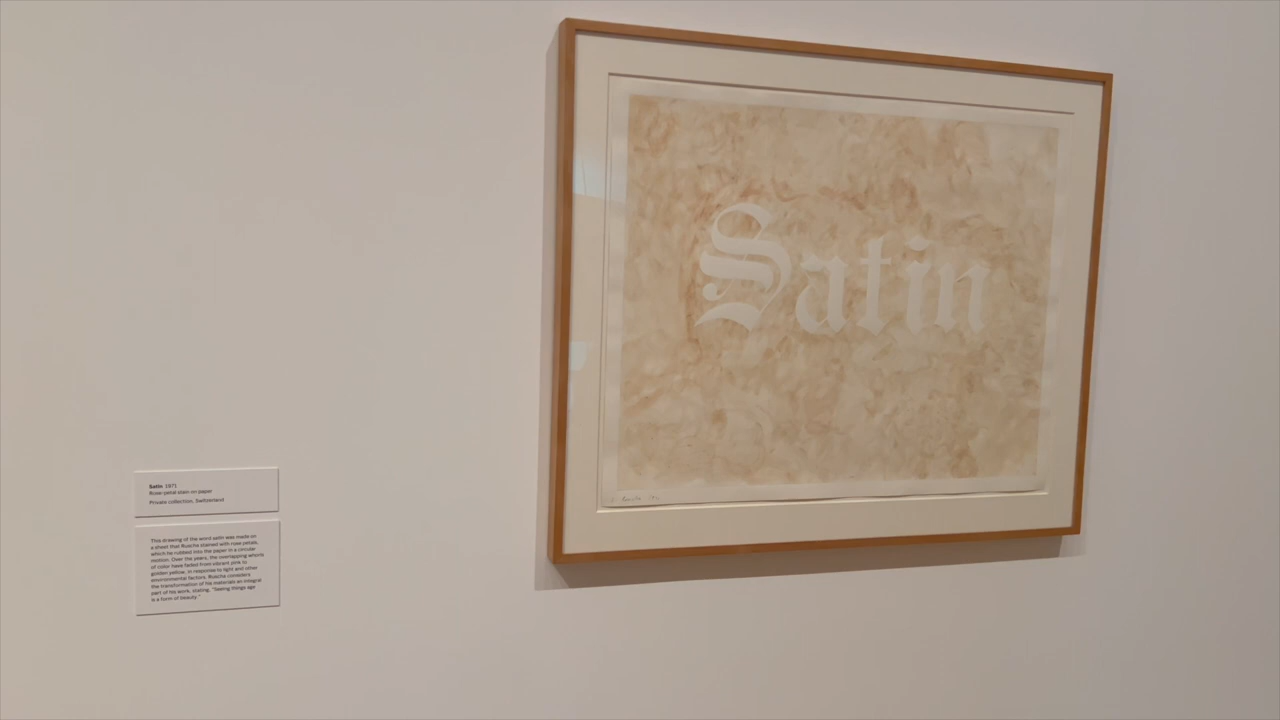 Satin 1971
Rose-petal stain on paper
Private collection, Switzerland
This drawing of the word satin was made on
a sheet that Ruscha stained with rose petals,
which he rubbed into the paper in a circular
motion. Over the years, the overlapping whorls
of color have faded from vibrant pink to
golden yellow, in response to light and other
environmental factors. Ruscha considers
the transformation of his materials an integral
part of his work, stating, “Seeing things age
is a form of beauty.”
Satin